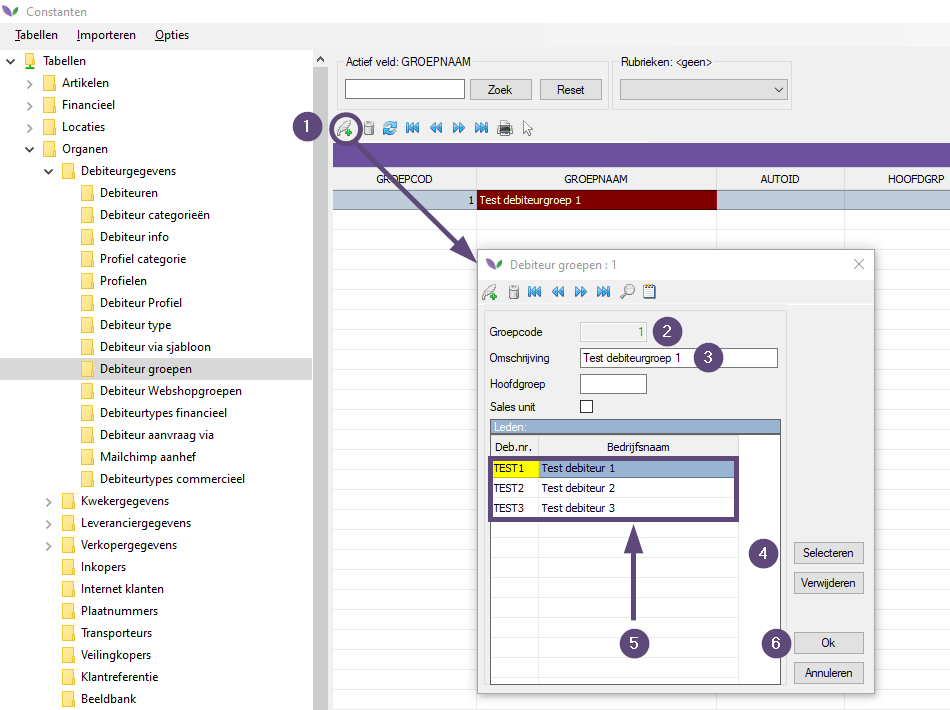 Constanten
Tabellen Importeren Opties
Tabellen
Artikelen
Financieel
Locaties
Organen
Debiteurgegevens
Debiteuren
Debiteur categorieën
Debiteur info
Profiel categorie
Profielen
Debiteur Profiel
Debiteur type
Debiteur via sjabloon
Debiteur groepen
Debiteur Webshopgroepen
Debiteurtypes financieel
Debiteur aanvraag via
Mailchimp aanhef
Debiteurtypes commercieel
Kwekergegevens
Leveranciergegevens
Verkopergegevens
Inkopers
Internet klanten
Plaatnummers
Transporteurs
Veilingkopers
Klantreferentie
Beeldbank
Actief veld: GROEPNAAM
Zoek Reset
Rubrieken: <geen>
1
GROEPCOD GROEPNAAM AUTOID HOOFDGRP
1 Test debiteurgroep 1
Debiteur groepen : 1
Groepcode 1 2
Omschrijving Test debiteurgroep 1 3
Hoofdgroep
Sales unit
Leden:
Deb.nr. Bedrijfsnaam
TEST1 Test debiteur 1
TEST2 Test debiteur 2
TEST3 Test debiteur 3
4 Selecteren
Verwijderen
5
6 Ok
Annuleren